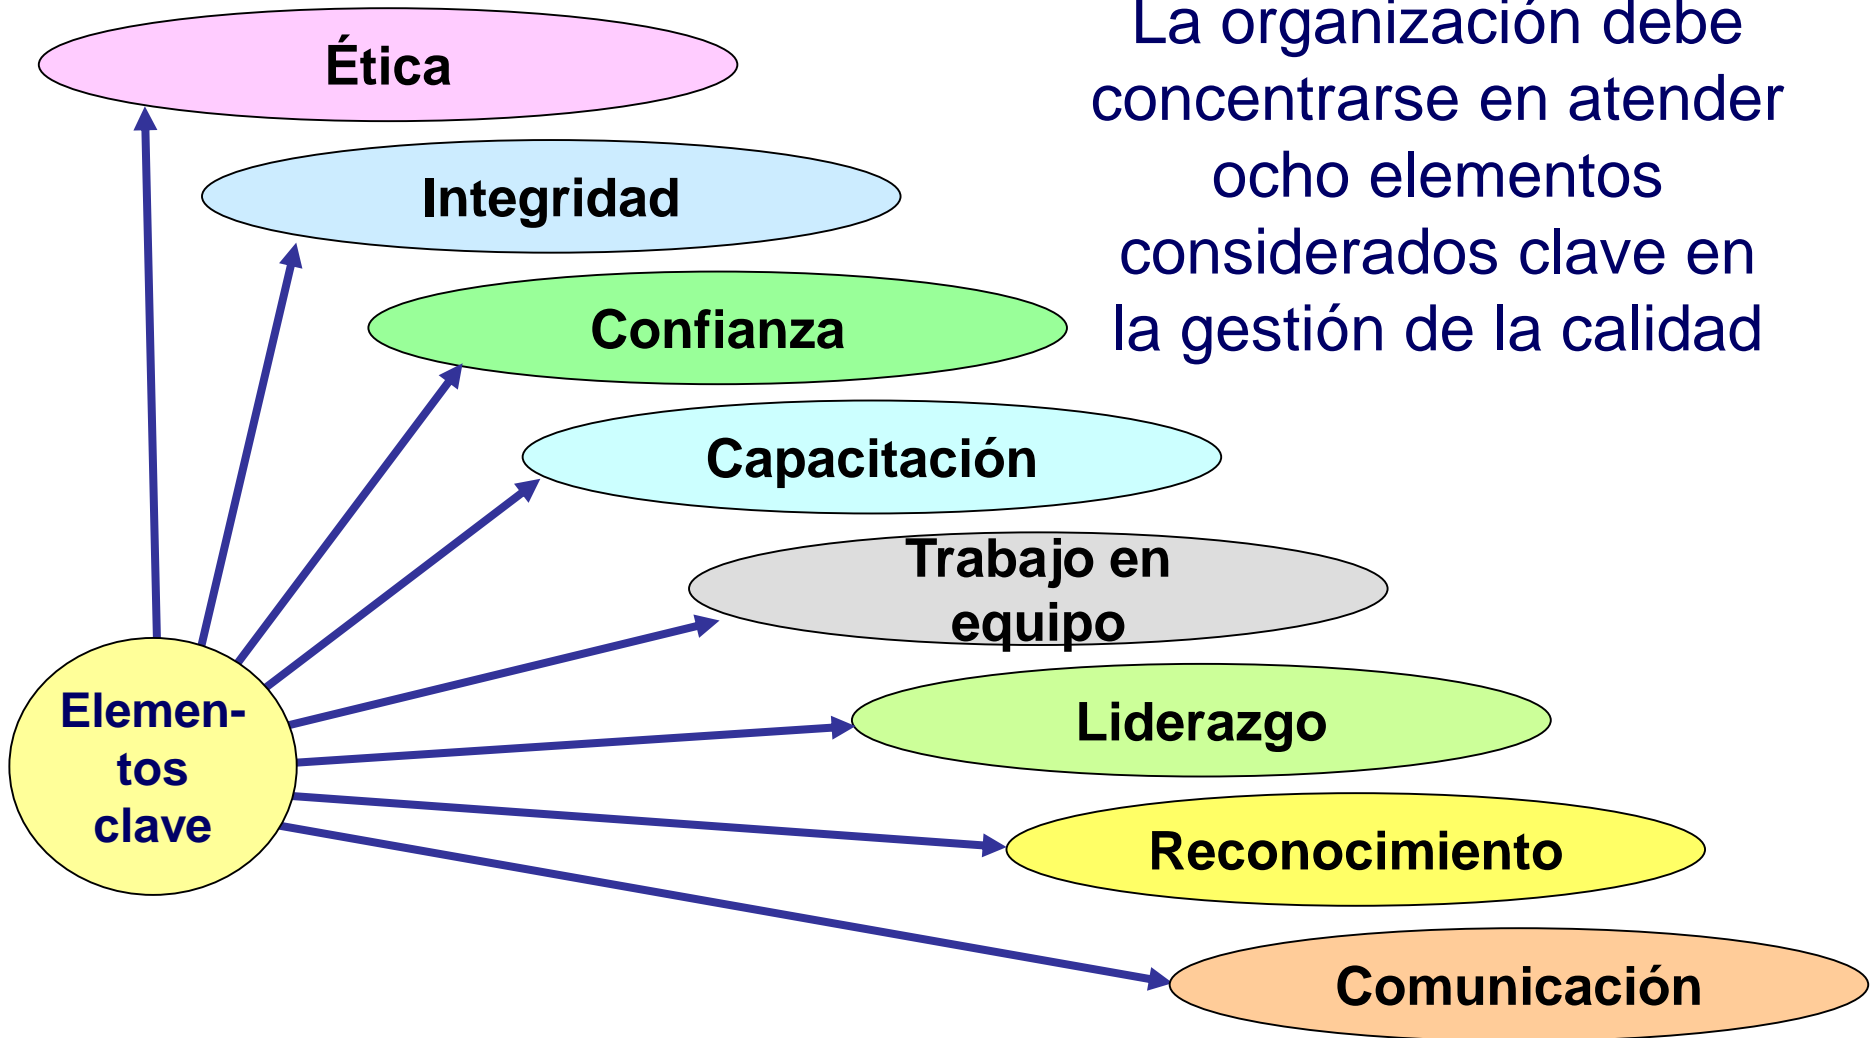 La organización debe
concentrarse en atender
ocho elementos
considerados clave en
la gestión de la calidad
Ética
Integridad
Confianza
Capacitación
Trabajo en
equipo
Liderazgo
Reconocimiento
Comunicación
Elemen-
tos
clave